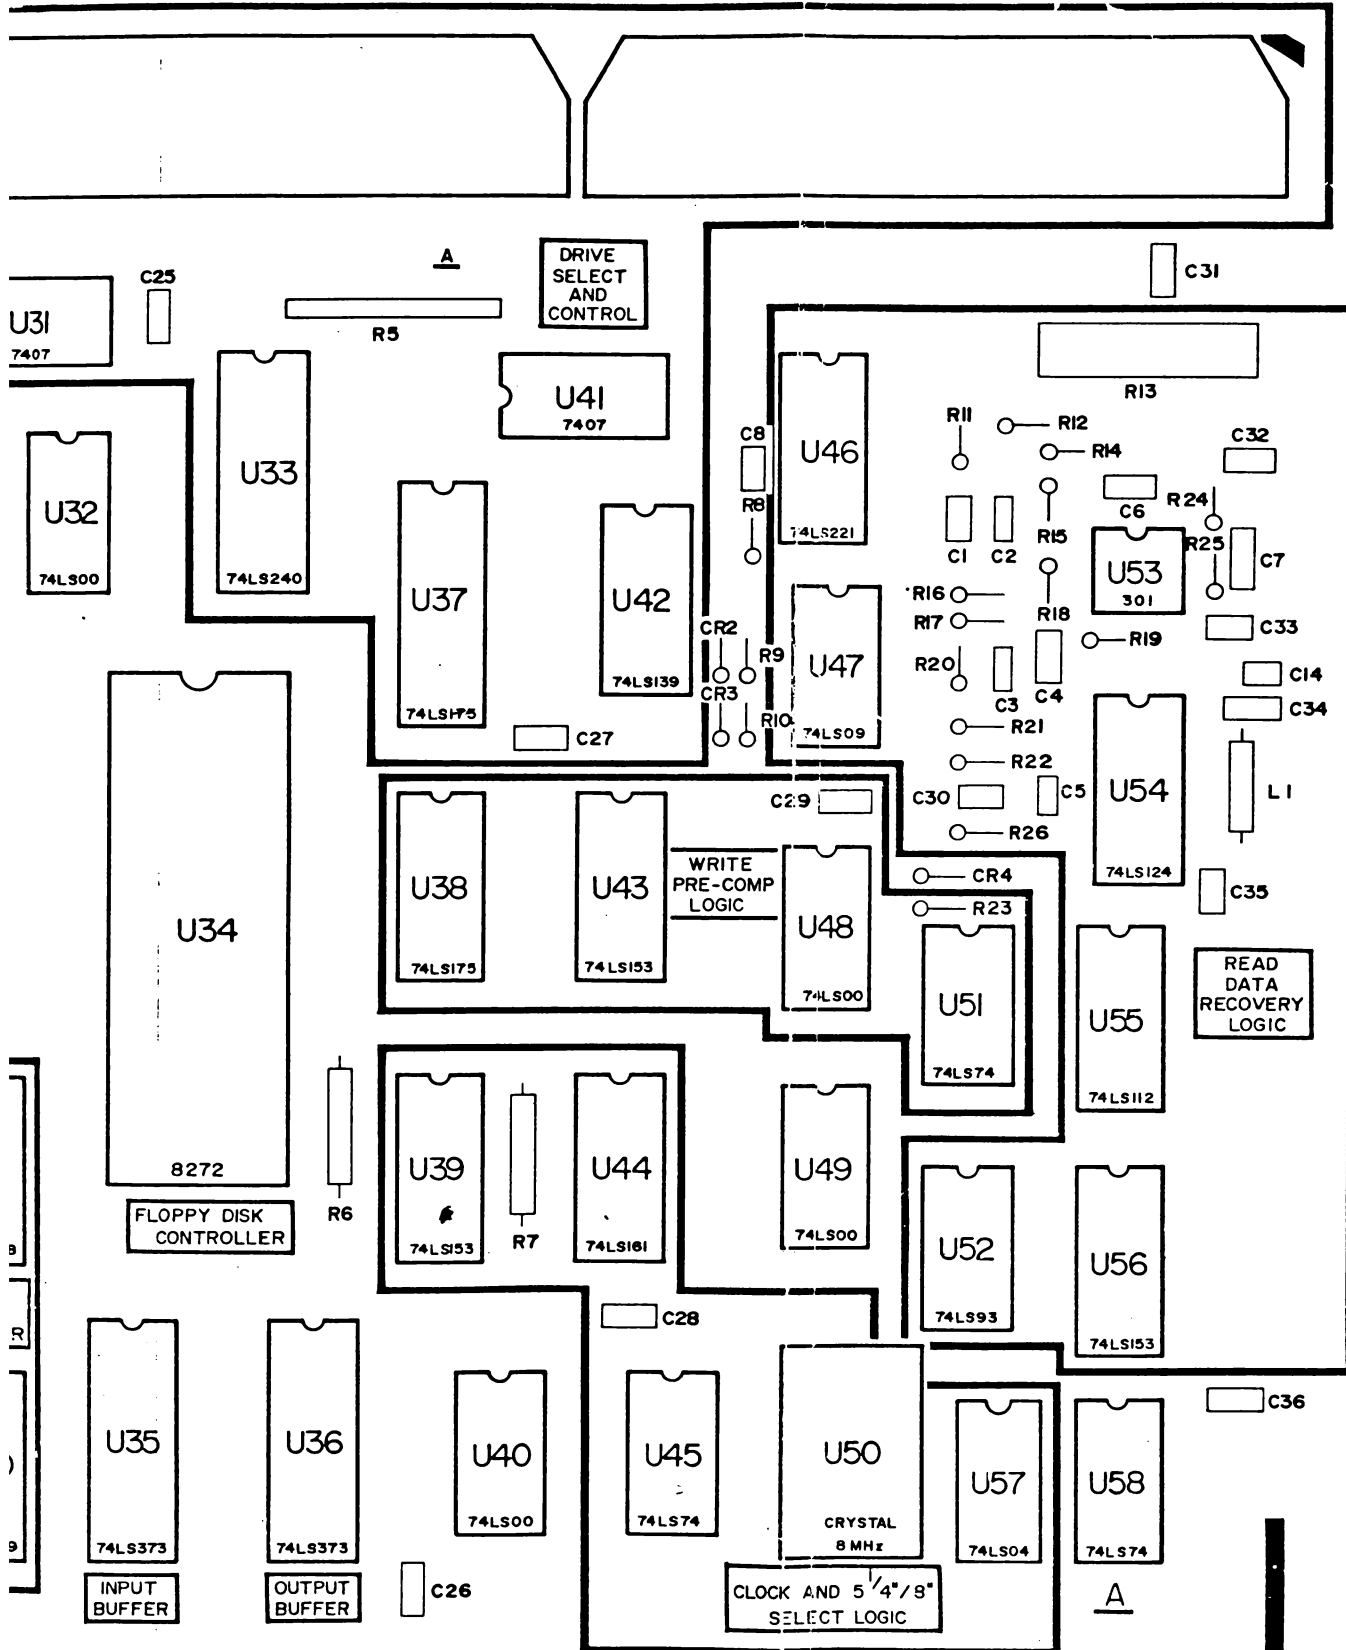 A
DRIVE
SELECT
AND
CONTROL
C25
C31
U31
7407
R5
R13
U33
74LS240
U41
7407
U46
74LS221
C8
R8
R11
R12
R14
C32
U32
74LS00
U37
74LS175
U42
74LS139
C1
C2
R15
C6
R24
R25
C7
U53
301
R16
R17
R18
C33
CR2
R9
U47
74LS09
R20
R19
C3
C4
C14
CR3
R10
C34
C27
R21
R22
C29
C30
C5
U54
74LS124
L1
R26
U34
8272
FLOPPY DISK
CONTROLLER
U38
74LS175
U43
74LS153
WRITE
PRE-COMP
LOGIC
U48
74LS00
CR4
R23
C35
U51
74LS74
U55
74LS112
READ
DATA
RECOVERY
LOGIC
R6
U39
74LS153
R7
U44
74LS161
U49
74LS00
U52
74LS93
U56
74LS153
8
R
C28
U35
74LS373
INPUT
BUFFER
U36
74LS373
OUTPUT
BUFFER
U40
74LS00
C26
U45
74LS74
U50
CRYSTAL
8 MHz
U57
74LS04
U58
74LS74
C36
)
9
CLOCK AND 5 1/4"/8"
SELECT LOGIC
A